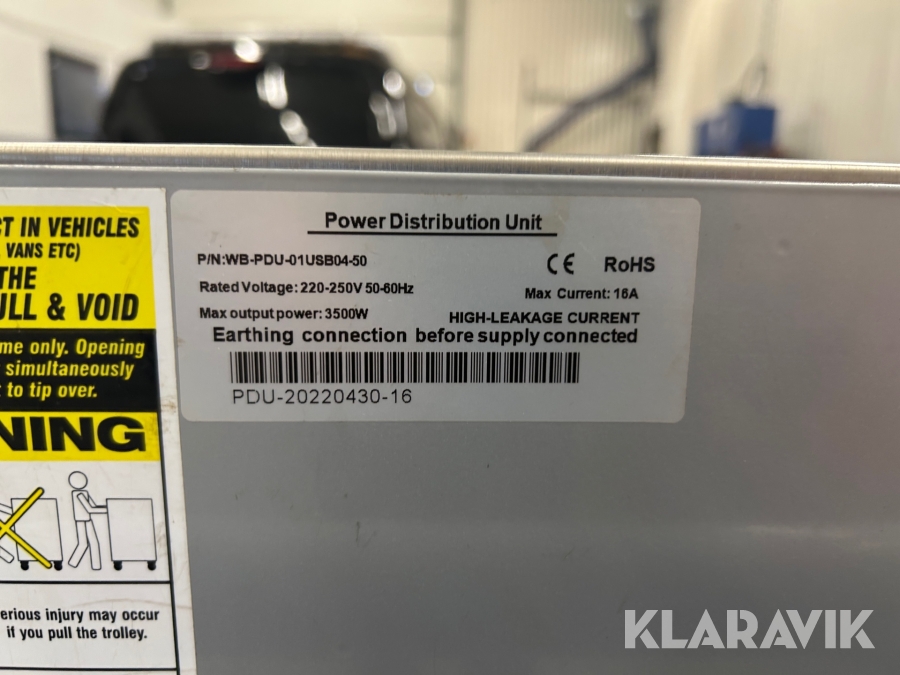 CT IN VEHICLES
VANS ETC)
THE
ULL & VOID
me only. Opening
simultaneously
to tip over.
NING
erious injury may occur
if you pull the trolley.
Power Distribution Unit
P/N:WB-PDU-01USB04-50
CE RoHS
Rated Voltage: 220-250V 50-60Hz
Max Current: 16A
Max output power: 3500W
HIGH-LEAKAGE CURRENT
Earthing connection before supply connected
PDU-20220430-16
KLARAVIK